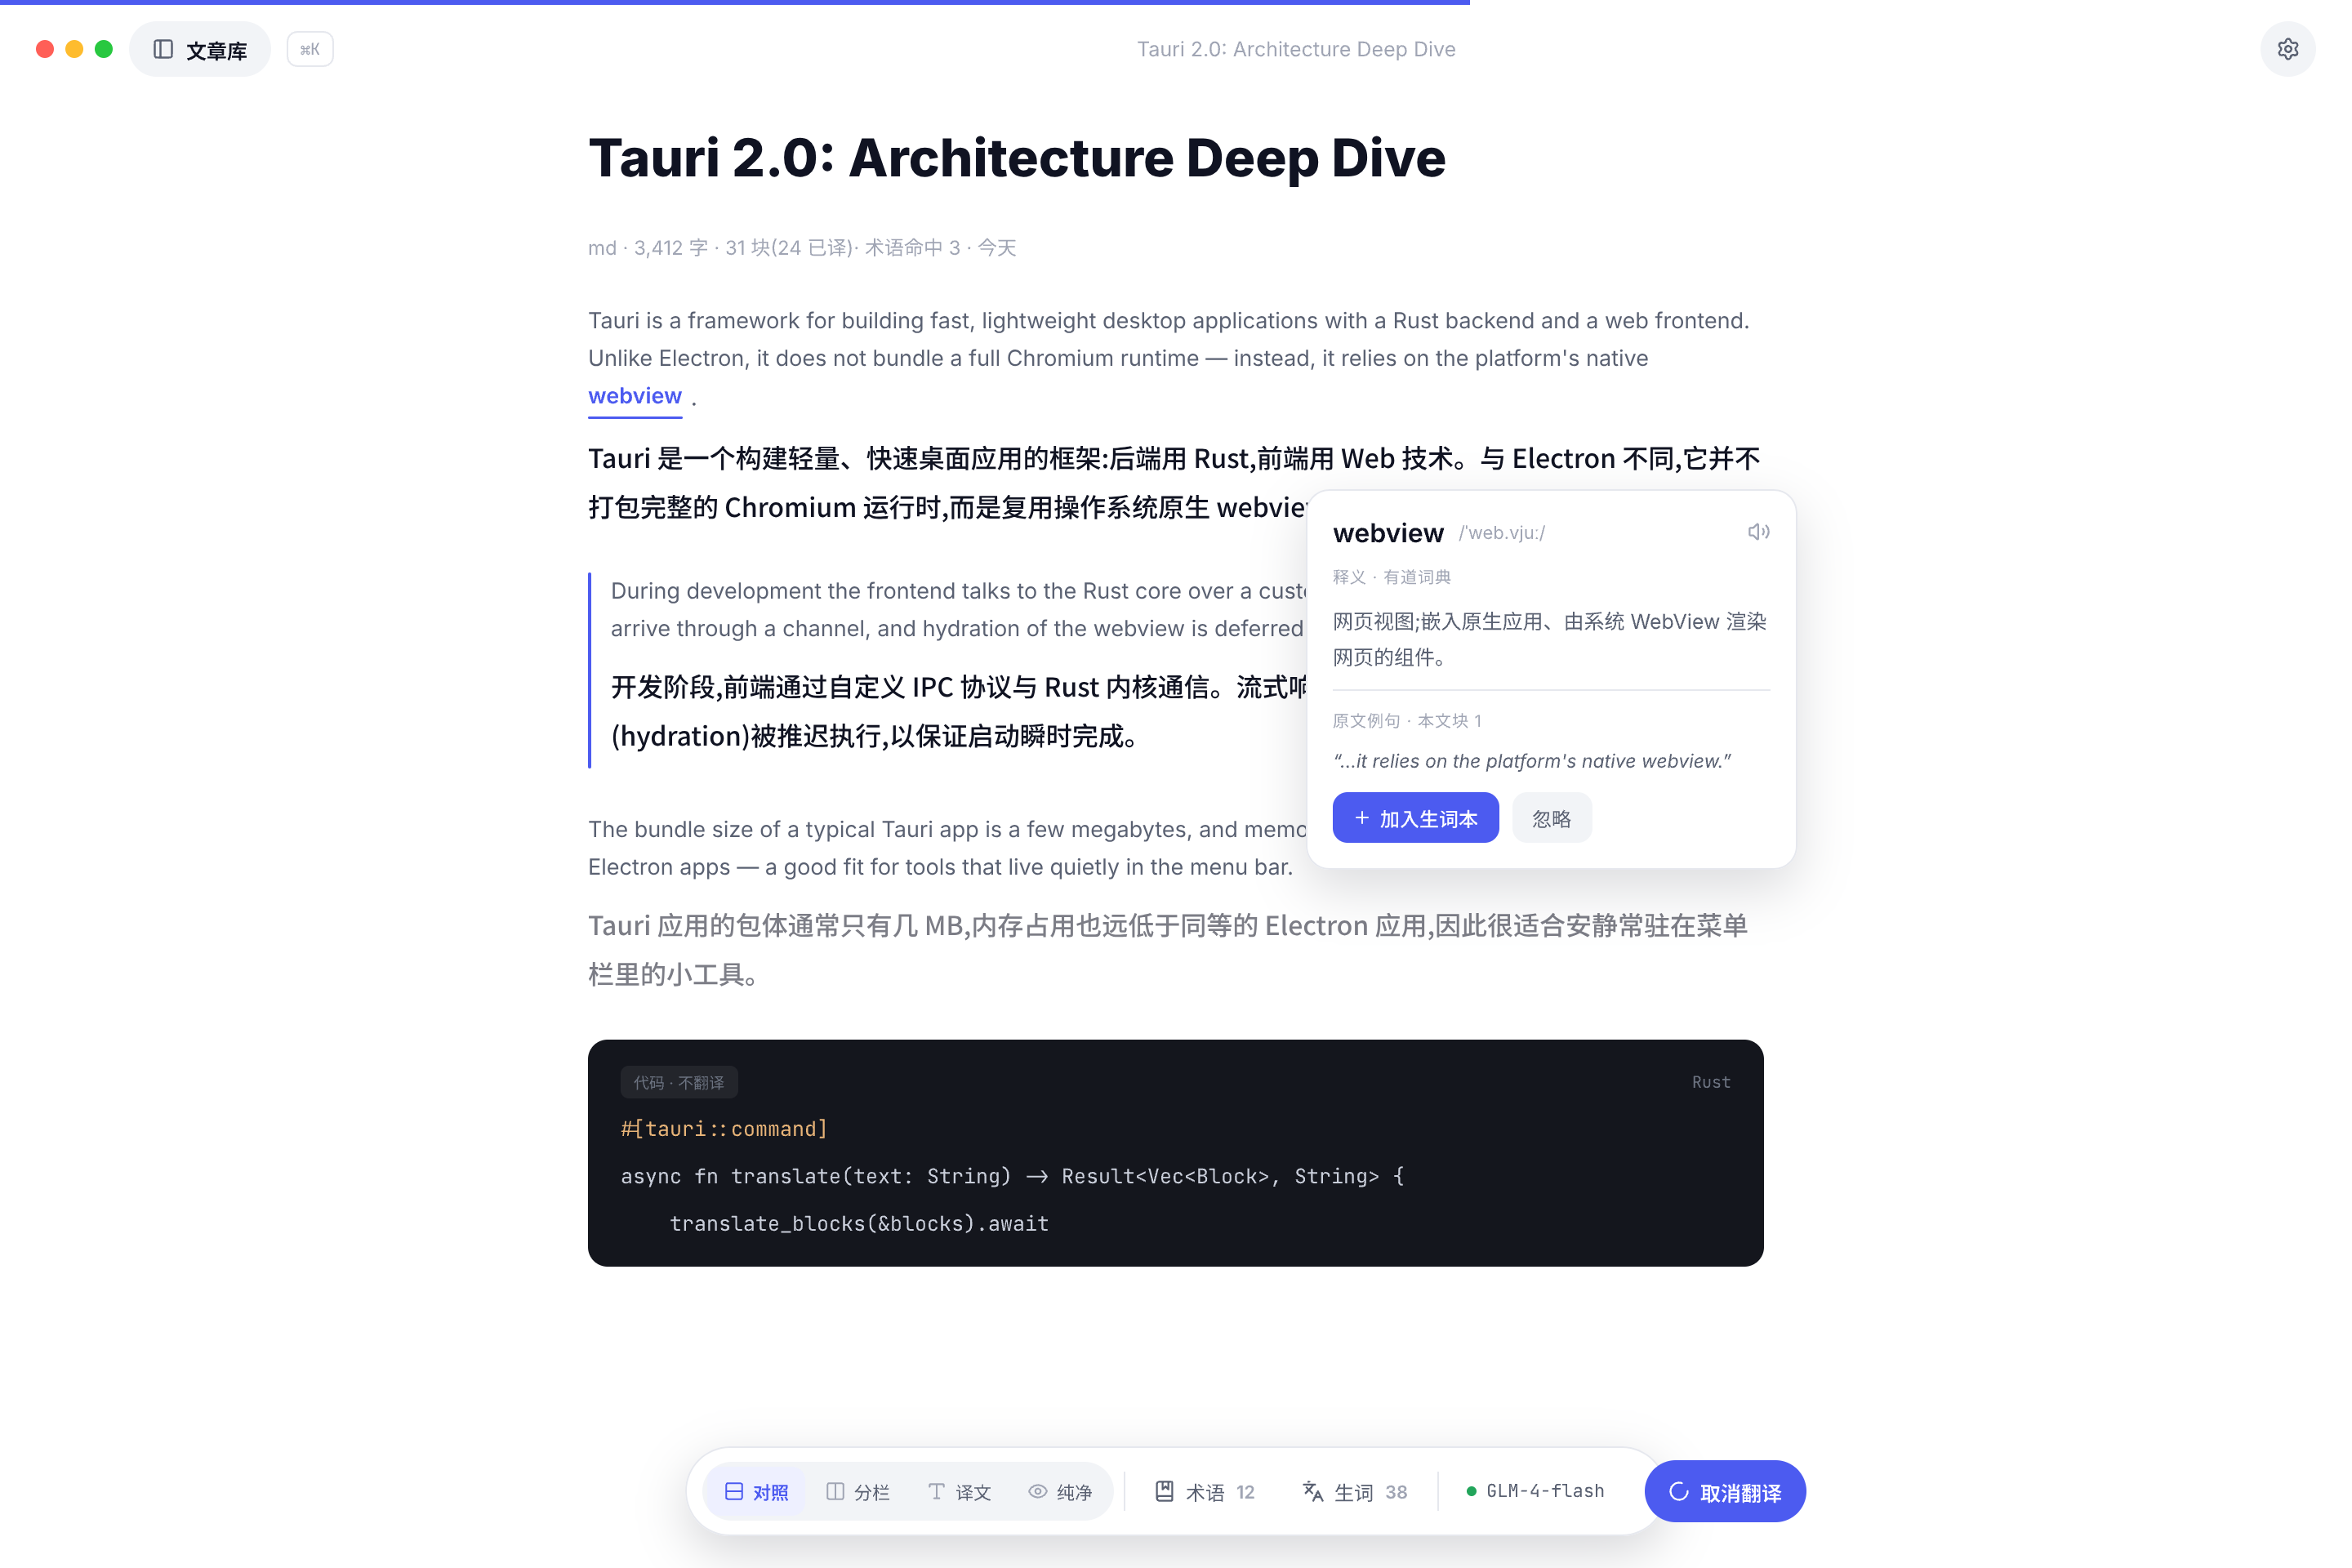 文章库
⌘K
Tauri 2.0: Architecture Deep Dive
Tauri 2.0: Architecture Deep Dive
md · 3,412 字 · 31 块(24 已译)· 术语命中 3 · 今天
Tauri is a framework for building fast, lightweight desktop applications with a Rust backend and a web frontend.
Unlike Electron, it does not bundle a full Chromium runtime — instead, it relies on the platform's native
webview .
Tauri 是一个构建轻量、快速桌面应用的框架:后端用 Rust,前端用 Web 技术。与 Electron 不同,它并不
打包完整的 Chromium 运行时,而是复用操作系统原生
During development the frontend talks to the Rust core over a
arrive through a channel, and hydration of the webview is deferred
开发阶段,前端通过自定义 IPC 协议与 Rust 内核通信。流式
(hydration)被推迟执行,以保证启动瞬时完成。
The bundle size of a typical Tauri app is a few megabytes, and
Electron apps — a good fit for tools that live quietly in the menu bar.
Tauri 应用的包体通常只有几 MB,内存占用也远低于同等的 Electron 应用,因此很适合安静常驻在菜单
栏里的小工具。
webview /ˈweb.vjuː/
释义 · 有道词典
网页视图;嵌入原生应用、由系统 WebView 渲染
网页的组件。
原文例句 · 本文块 1
“…it relies on the platform's native webview.”
+ 加入生词本
忽略
代码 · 不翻译
Rust
#[tauri::command]
async fn translate(text: String) -> Result<Vec<Block>, String> {
    translate_blocks(&blocks).await
对照
分栏
译文
纯净
术语 12
生词 38
GLM-4-flash
取消翻译